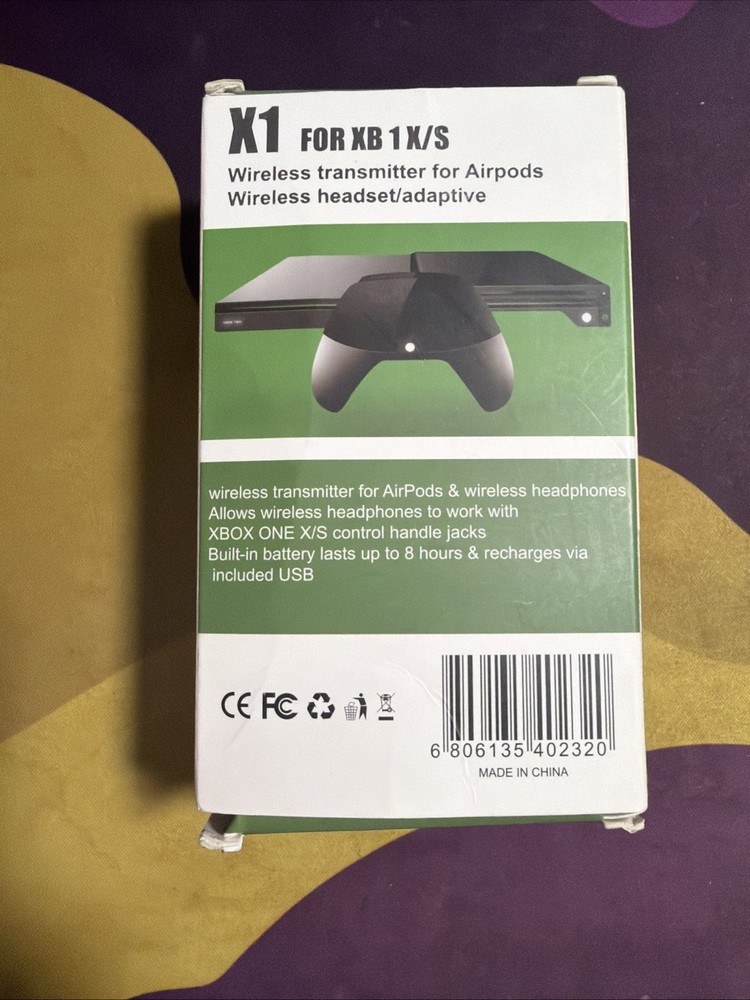 X1 FOR XB 1 X/S
Wireless transmitter for Airpods
Wireless headset/adaptive
wireless transmitter for AirPods & wireless headphones
Allows wireless headphones to work with
XBOX ONE X/S control handle jacks
Built-in battery lasts up to 8 hours & recharges via
included USB
CE FC
6 806135 402320
MADE IN CHINA